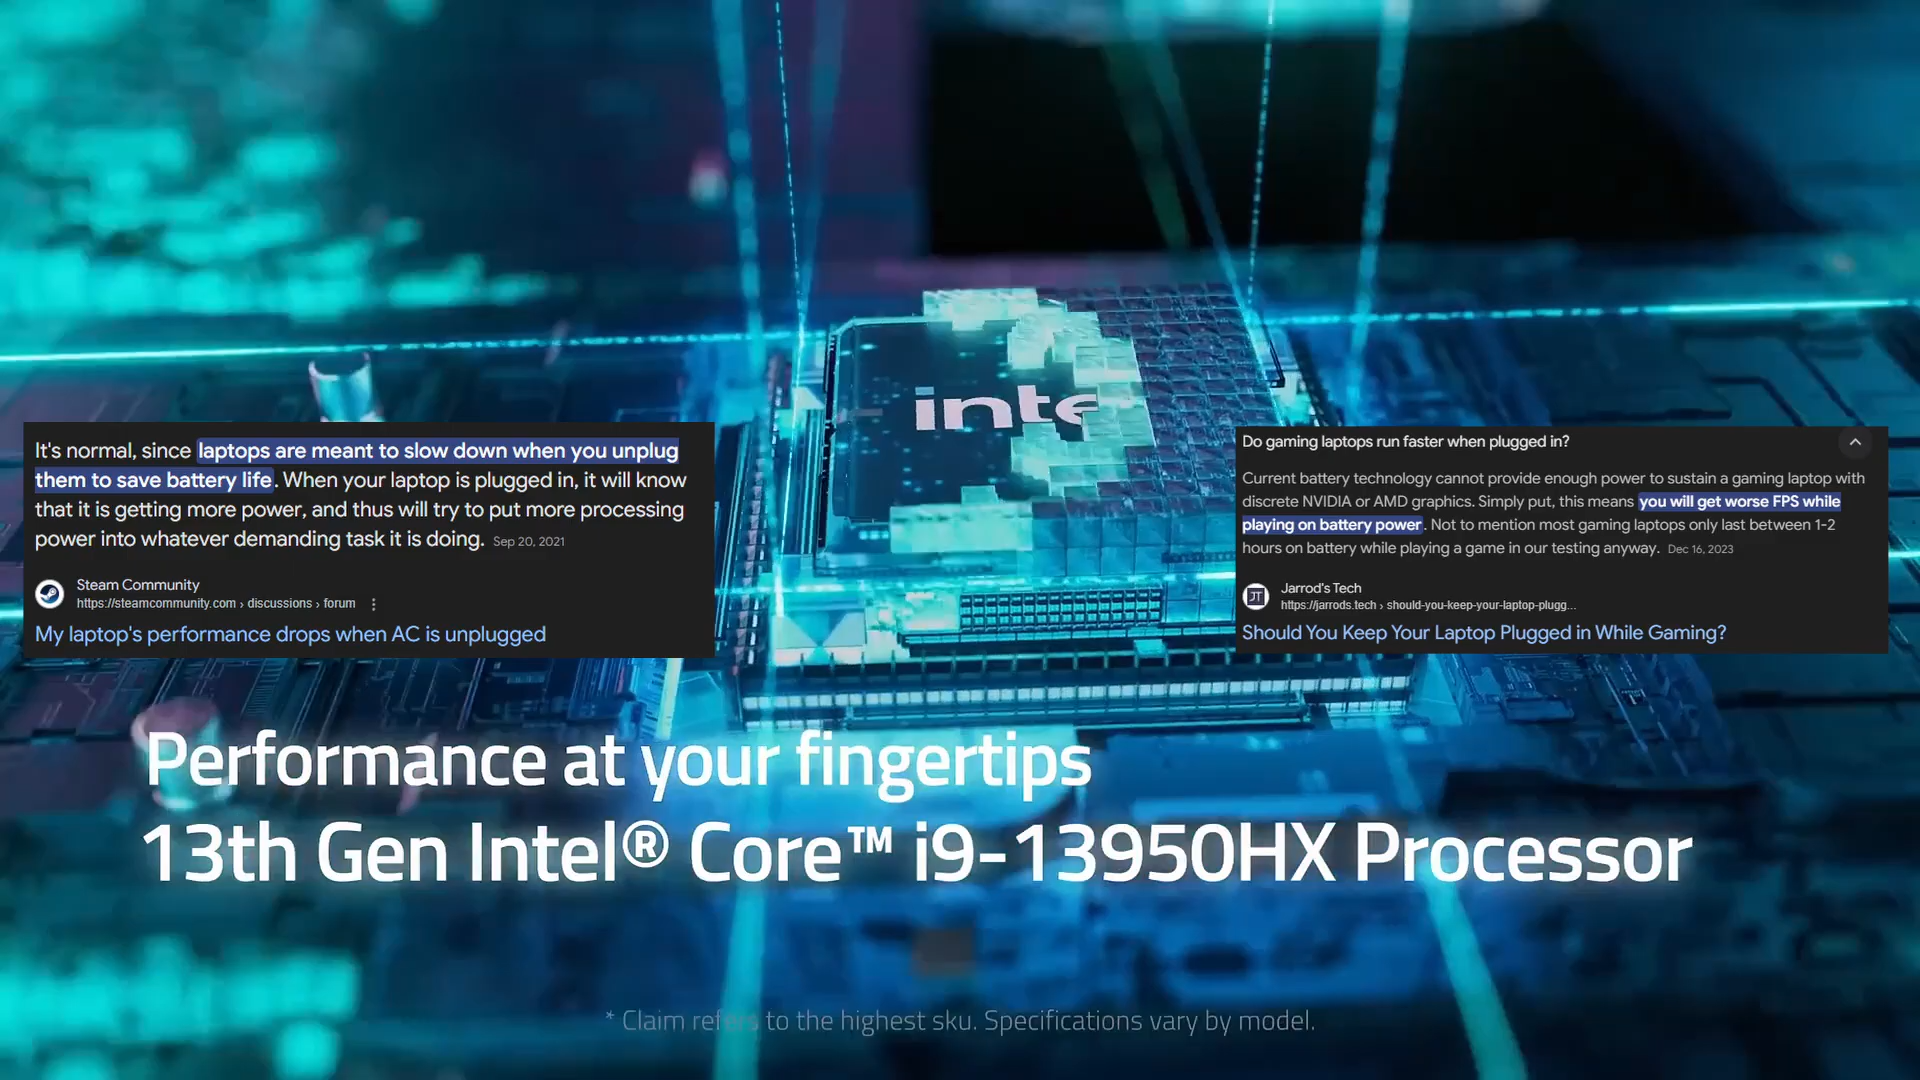 inte
It's normal, since laptops are meant to slow down when you unplug
them to save battery life. When your laptop is plugged in, it will know
that it is getting more power, and thus will try to put more processing
power into whatever demanding task it is doing. Sep 20, 2021
Steam Community
https://steamcommunity.com › discussions › forum
My laptop's performance drops when AC is unplugged
Do gaming laptops run faster when plugged in?
Current battery technology cannot provide enough power to sustain a gaming laptop with
discrete NVIDIA or AMD graphics. Simply put, this means you will get worse FPS while
playing on battery power. Not to mention most gaming laptops only last between 1-2
hours on battery while playing a game in our testing anyway. Dec 16, 2023
JT
Jarrod's Tech
https://jarrods.tech › should-you-keep-your-laptop-plugg...
Should You Keep Your Laptop Plugged in While Gaming?
Performance at your fingertips
13th Gen Intel® Core™ i9-13950HX Processor
* Claim refers to the highest sku. Specifications vary by model.